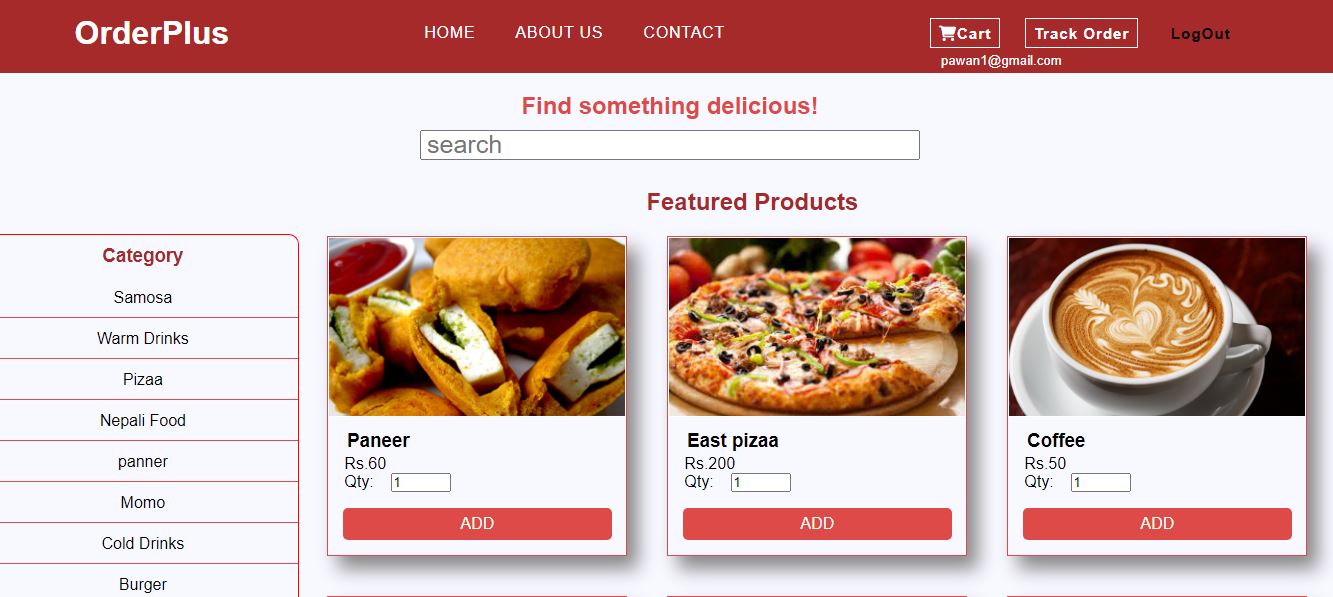 OrderPlus
HOME ABOUT US CONTACT
Cart Track Order LogOut
pawan1@gmail.com
Find something delicious!
search
Featured Products
Category
Samosa
Warm Drinks
Pizaa
Nepali Food
panner
Momo
Cold Drinks
Burger
Paneer
Rs.60
Qty: 1
ADD
East pizaa
Rs.200
Qty: 1
ADD
Coffee
Rs.50
Qty: 1
ADD